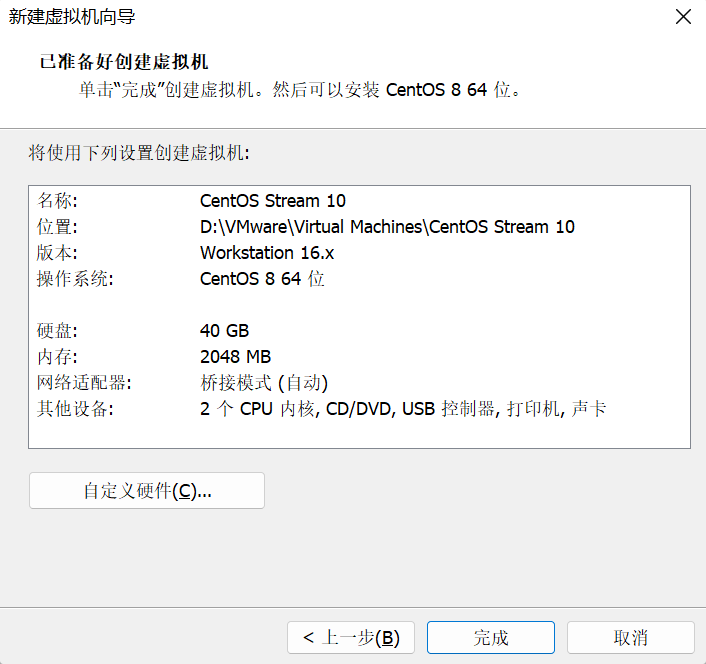 新建虚拟机向导
已准备好创建虚拟机
单击“完成”创建虚拟机。然后可以安装 CentOS 8 64 位。
将使用下列设置创建虚拟机:
名称: CentOS Stream 10
位置: D:\VMware\Virtual Machines\CentOS Stream 10
版本: Workstation 16.x
操作系统: CentOS 8 64 位
硬盘: 40 GB
内存: 2048 MB
网络适配器: 桥接模式 (自动)
其他设备: 2 个 CPU 内核, CD/DVD, USB 控制器, 打印机, 声卡
自定义硬件(C)...
< 上一步(B) 完成 取消